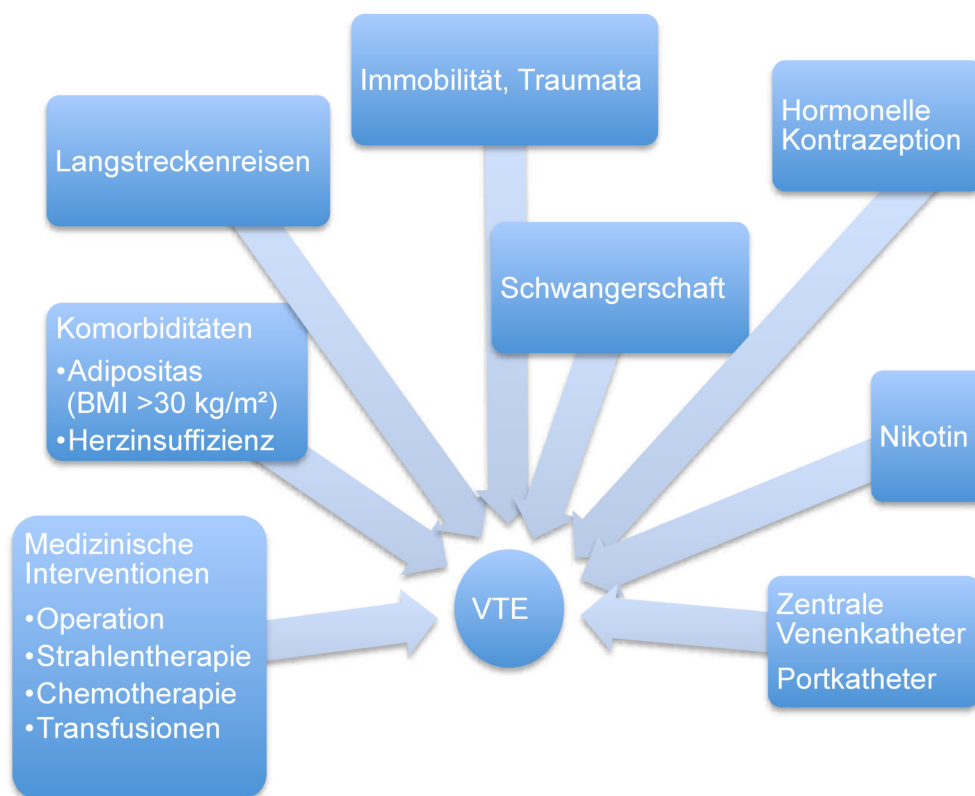 Immobilität, Traumata
Hormonelle
Kontrazeption
Langstreckenreisen
Schwangerschaft
Komorbiditäten
•Adipositas
(BMI >30 kg/m²)
•Herzinsuffizienz
Nikotin
Medizinische
Interventionen
•Operation
•Strahlentherapie
•Chemotherapie
•Transfusionen
VTE
Zentrale
Venenkatheter
Portkatheter